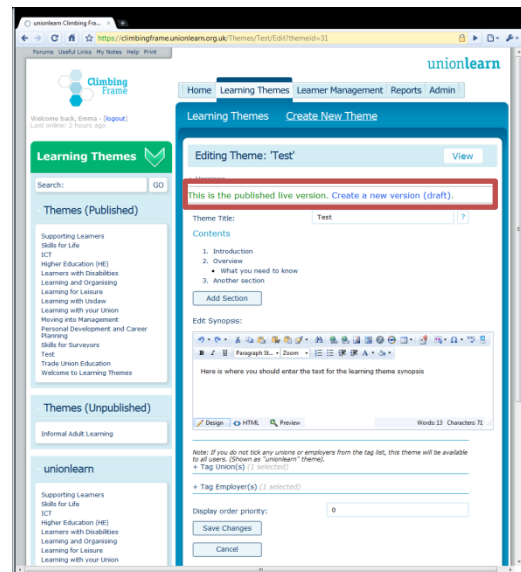 unionlearn Climbing Fra...
https://climbingframe.unionlearn.org.uk/Themes/Test/Edit?themeid=31
Forums Useful Links My Notes Help Print
unionlearn
Climbing
Frame
Home Learning Themes Learner Management Reports Admin
Welcome back, Emma - [logout]
Last online: 2 hours ago
Learning Themes Create New Theme
Learning Themes
Search: GO
Themes (Published)
Supporting Learners
Skills for Life
ICT
Higher Education (HE)
Learners with Disabilities
Learning and Organising
Learning for Leisure
Learning with Usdaw
Learning with your Union
Moving into Management
Personal Development and Career
Planning
Skills for Surveyors
Test
Trade Union Education
Welcome to Learning Themes
Themes (Unpublished)
Informal Adult Learning
unionlearn
Supporting Learners
Skills for Life
ICT
Higher Education (HE)
Learners with Disabilities
Learning and Organising
Learning for Leisure
Learning with your Union
Editing Theme: 'Test' View
This is the published live version. Create a new version (draft).
Theme Title: Test ?
Contents
1. Introduction
2. Overview
• What you need to know
3. Another section
Add Section
Edit Synopsis:
B I U Paragraph St... Zoom
Here is where you should enter the text for the learning theme synopsis
Design HTML Preview Words: 13 Characters: 71
Note: If you do not tick any unions or employers from the tag list, this theme will be available
to all users. (Shown as "unionlearn" theme).
+ Tag Union(s) (1 selected)
+ Tag Employer(s) (1 selected)
Display order priority: 0
Save Changes
Cancel